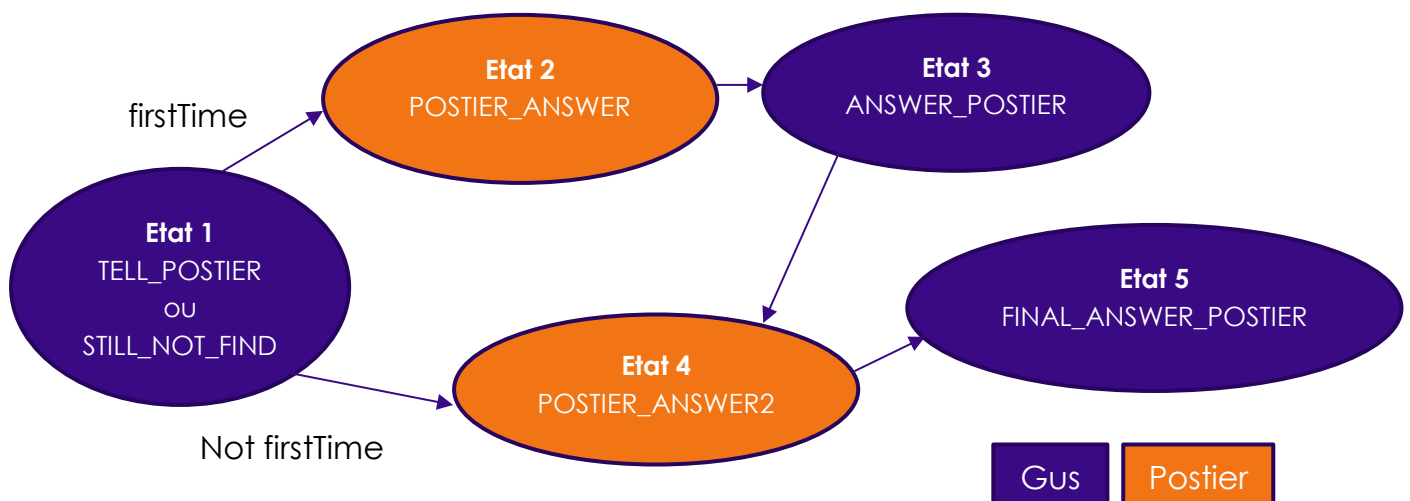 Etat 2
POSTIER_ANSWER
Etat 3
ANSWER_POSTIER
firstTime
Etat 1
TELL_POSTIER
ou
STILL_NOT_FIND
Etat 5
FINAL_ANSWER_POSTIER
Etat 4
POSTIER_ANSWER2
Not firstTime
Gus
Postier